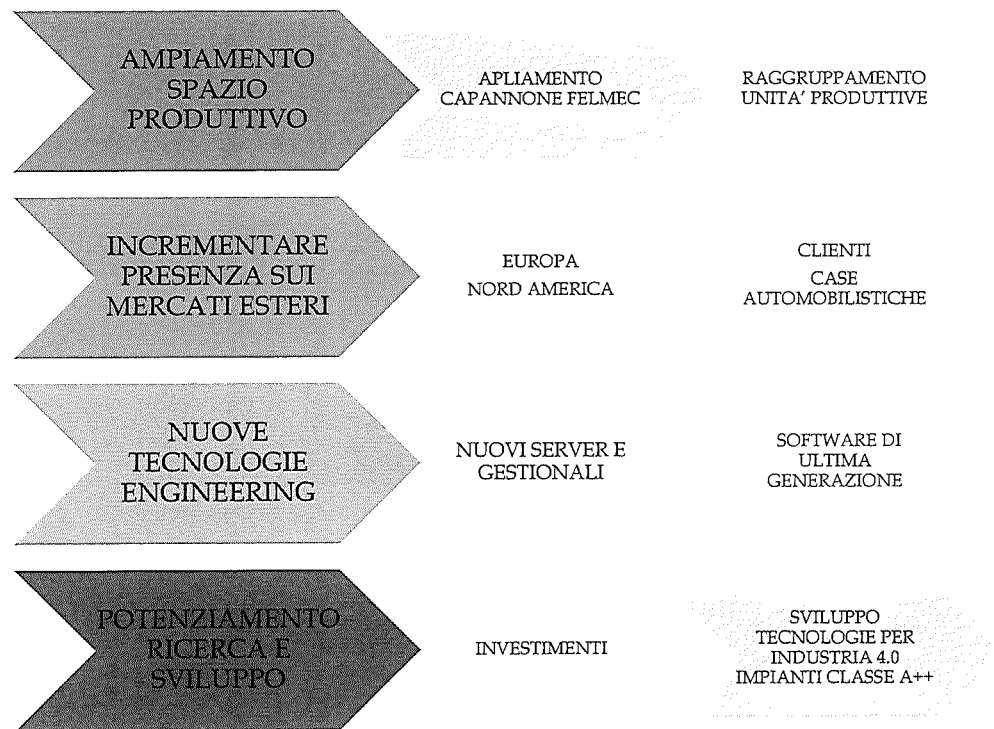 AMPIAMENTO
SPAZIO
PRODUTTIVO
APLIAMENTO
CAPANNONE FELMEC
RAGGRUPPAMENTO
UNITA' PRODUTTIVE
INCREMENTARE
PRESENZA SUI
MERCATI ESTERI
EUROPA
NORD AMERICA
CLIENTI
CASE
AUTOMOBILISTICHE
NUOVE
TECNOLOGIE
ENGINEERING
NUOVI SERVER E
GESTIONALI
SOFTWARE DI
ULTIMA
GENERAZIONE
POTENZIAMENTO
RICERCA E
SVILUPPO
INVESTIMENTI
SVILUPPO
TECNOLOGIE PER
INDUSTRIA 4.0
IMPIANTI CLASSE A++